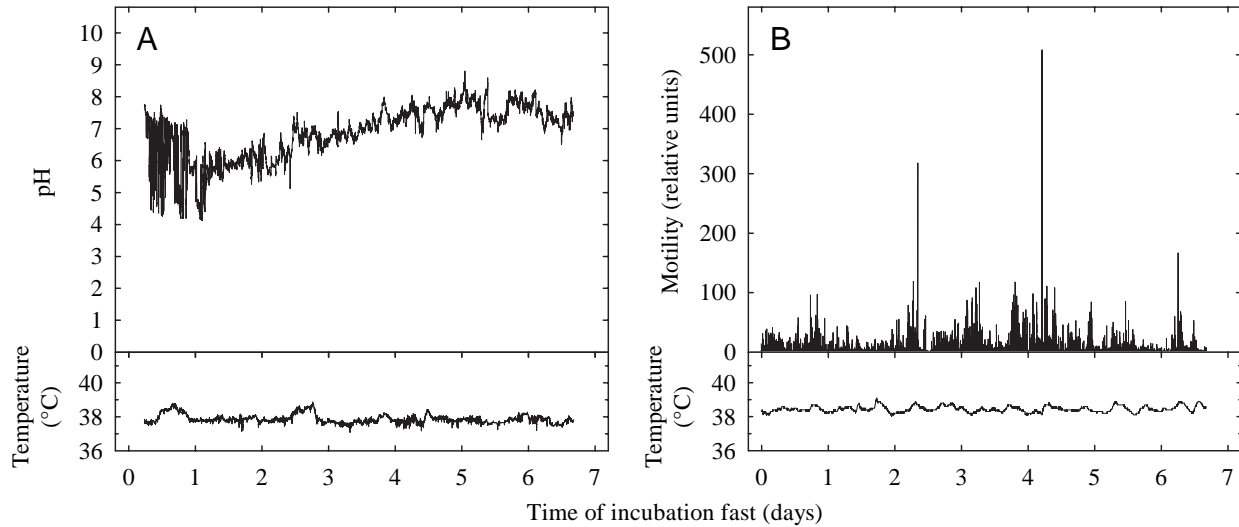 A
10
9
8
7
6
5
4
3
2
1
0
pH
40
38
36
Temperature
(°C)
0 1 2 3 4 5 6 7
B
500
400
300
200
100
0
Motility (relative units)
40
38
36
Temperature
(°C)
0 1 2 3 4 5 6 7
Time of incubation fast (days)